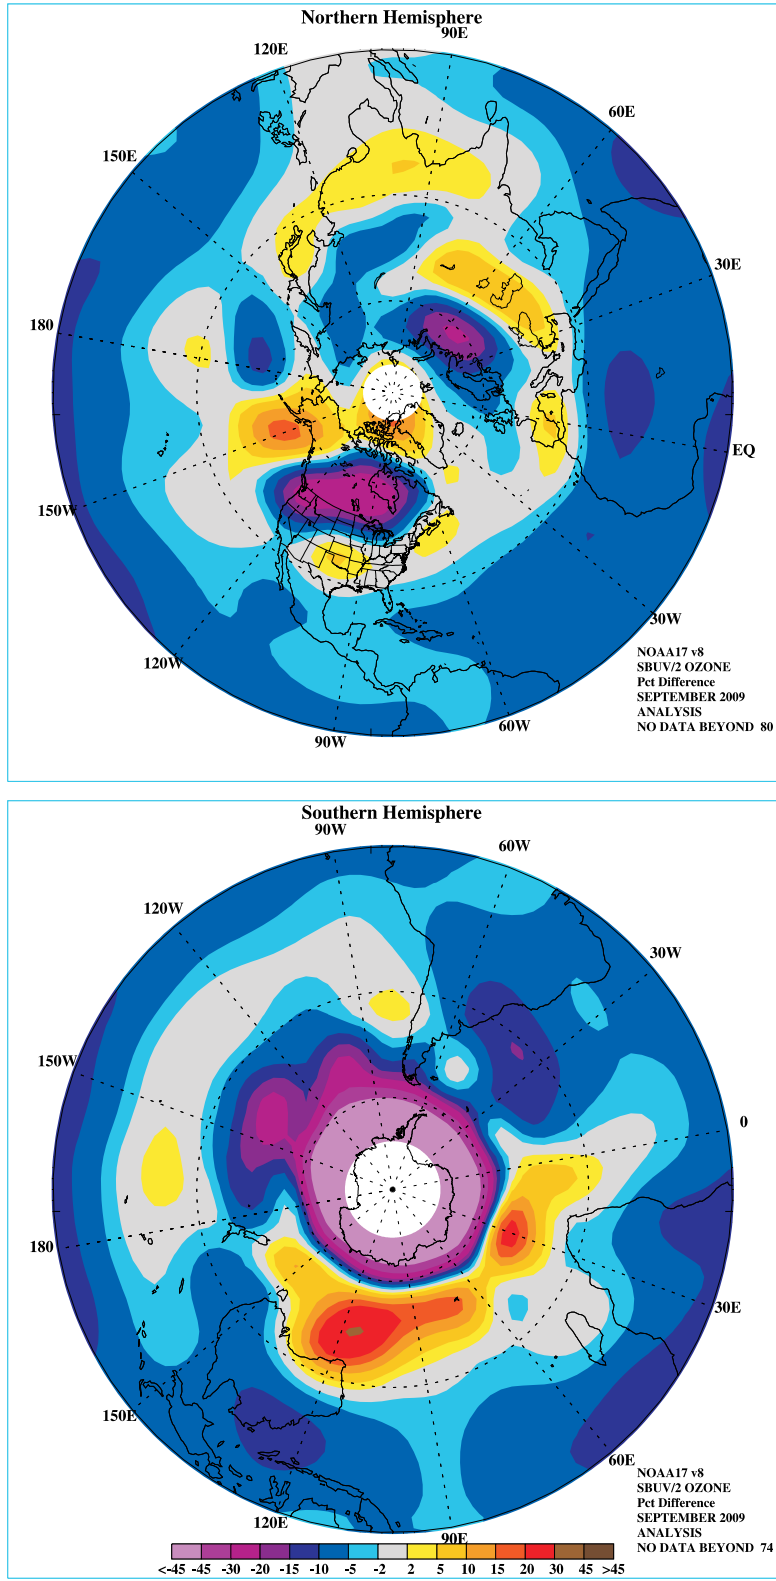 Northern Hemisphere
90E
120E
60E
150E
30E
180
EQ
150W
30W
120W
60W
90W
NOAA17 v8
SBUV/2 OZONE
Pct Difference
SEPTEMBER 2009
ANALYSIS
NO DATA BEYOND 80
Southern Hemisphere
90W
60W
120W
30W
150W
0
180
30E
150E
60E
120E
90E
NOAA17 v8
SBUV/2 OZONE
Pct Difference
SEPTEMBER 2009
ANALYSIS
NO DATA BEYOND 74
<-45 -45 -30 -20 -15 -10 -5 -2 2 5 10 15 20 30 45 >45